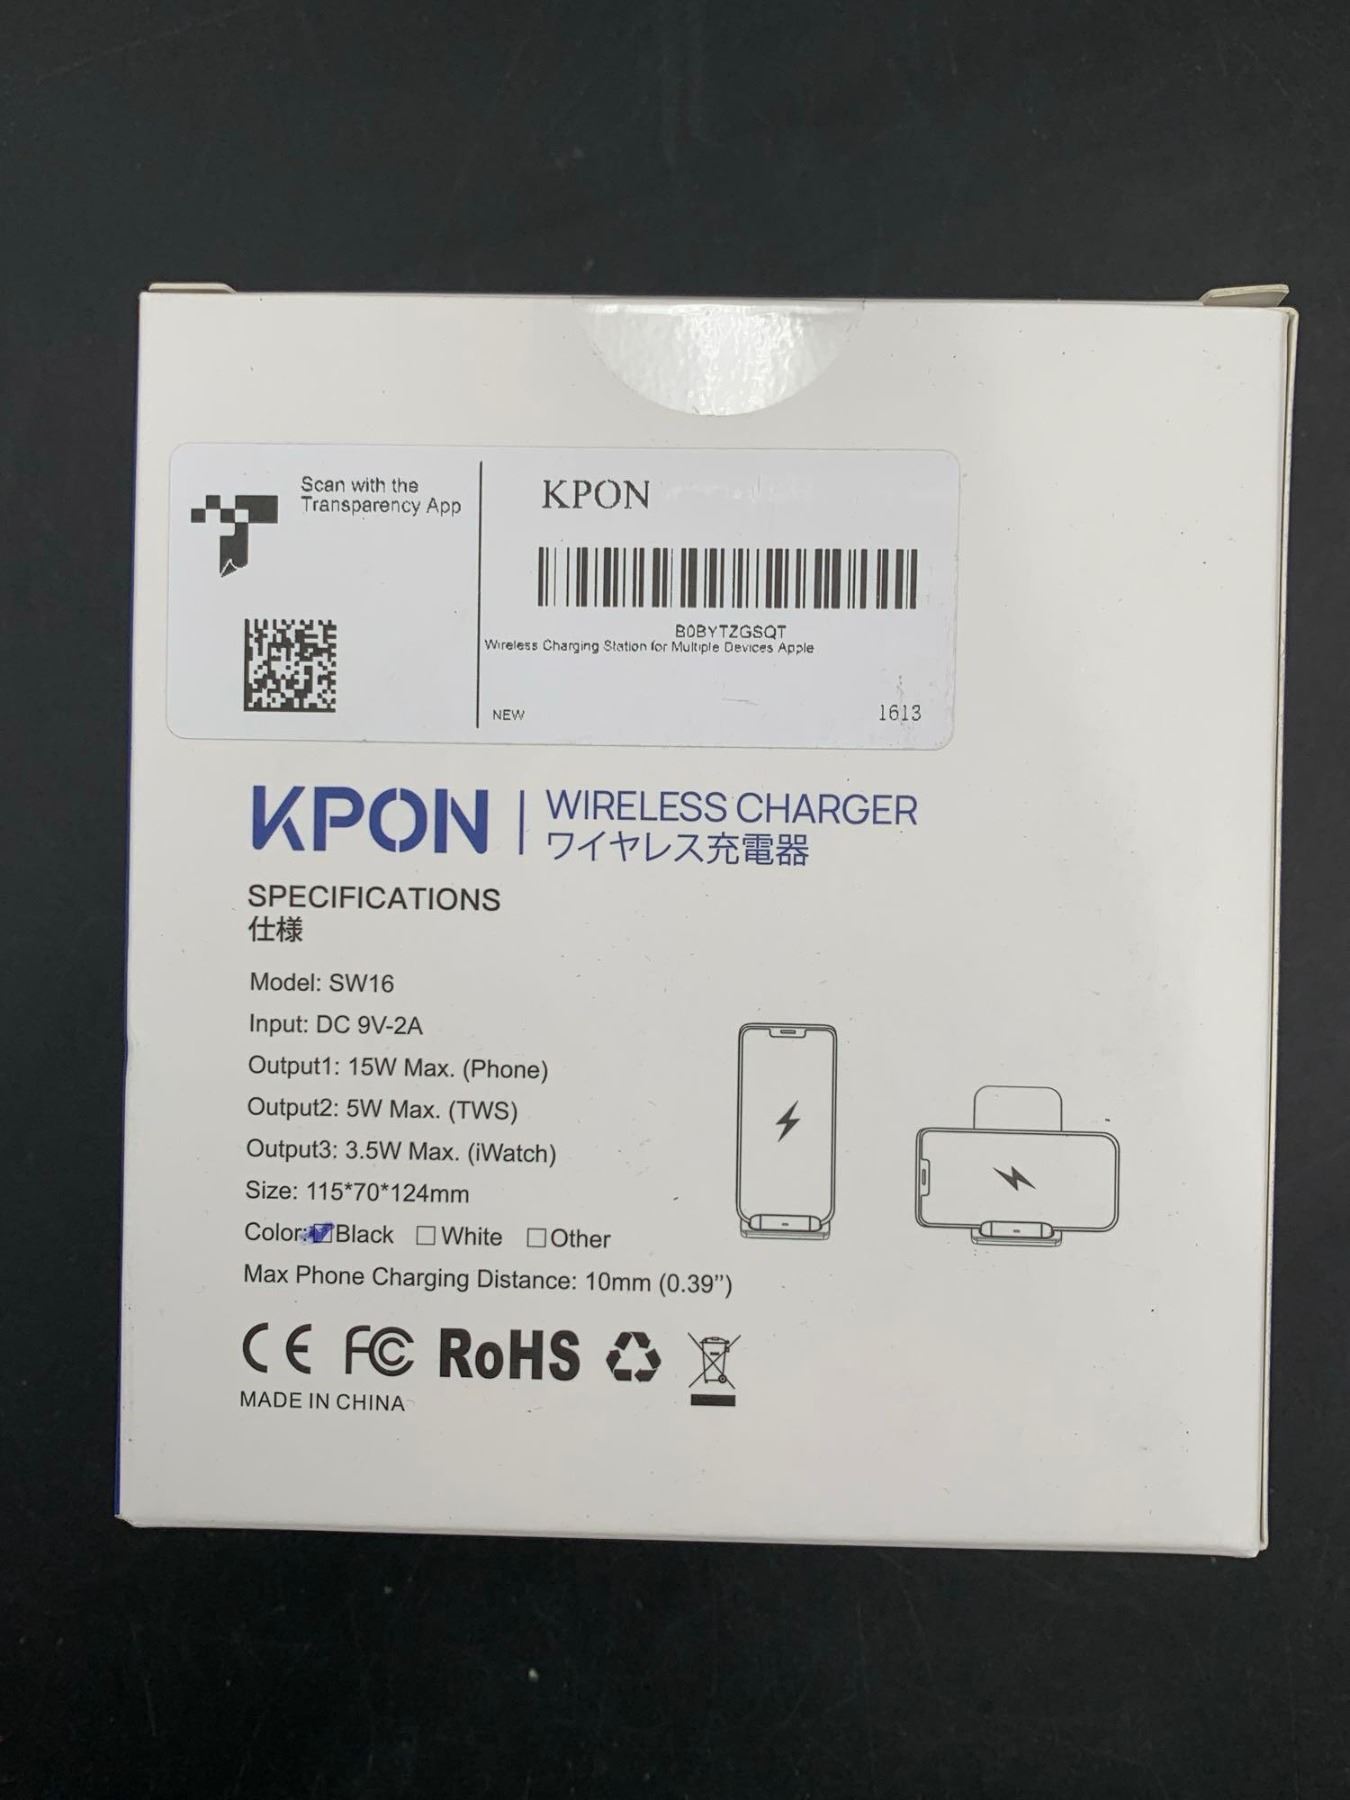 Scan with the
Transparency App
KPON
B0BYTZGSQT
Wireless Charging Station for Multiple Devices Apple
NEW
1613
KPON | WIRELESS CHARGER
ワイヤレス充電器
SPECIFICATIONS
仕様
Model: SW16
Input: DC 9V-2A
Output1: 15W Max. (Phone)
Output2: 5W Max. (TWS)
Output3: 3.5W Max. (iWatch)
Size: 115*70*124mm
Color: Black White Other
Max Phone Charging Distance: 10mm (0.39")
CE FC RoHS
MADE IN CHINA